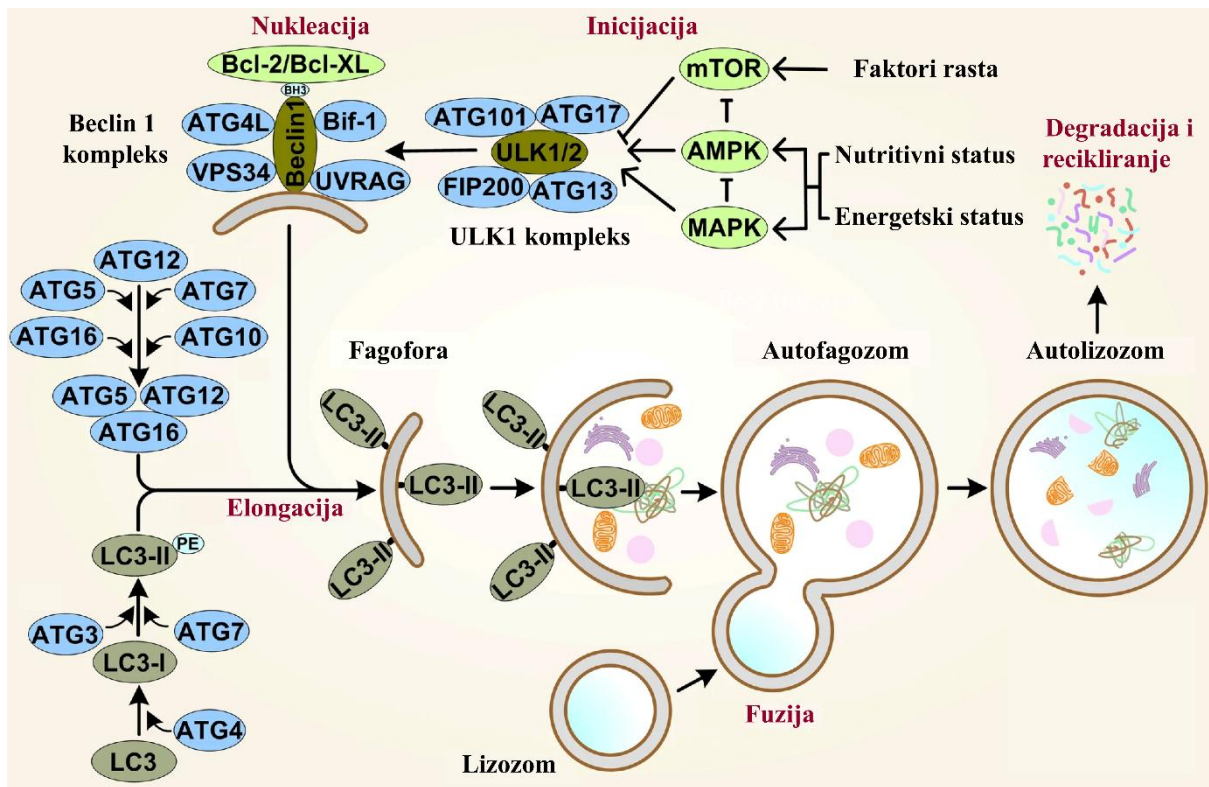 Nukleacija
Inicijacija
Bcl-2/Bcl-XL
BH3
Beclin1
ATG4L
Bif-1
VPS34
UVRAG
Beclin 1
kompleks
ATG101
ATG17
ULK1/2
FIP200
ATG13
ULK1 kompleks
mTOR
AMPK
MAPK
Faktori rasta
Nutritivni status
Energetski status
Degradacija i
recikliranje
ATG12
ATG5
ATG7
ATG16
ATG10
ATG5
ATG12
ATG16
Elongacija
LC3-II
PE
ATG3
ATG7
LC3-I
ATG4
LC3
Fagofora
LC3-II
LC3-II
LC3-II
LC3-II
LC3-II
LC3-II
Autofagozom
Autolizozom
Fuzija
Lizozom